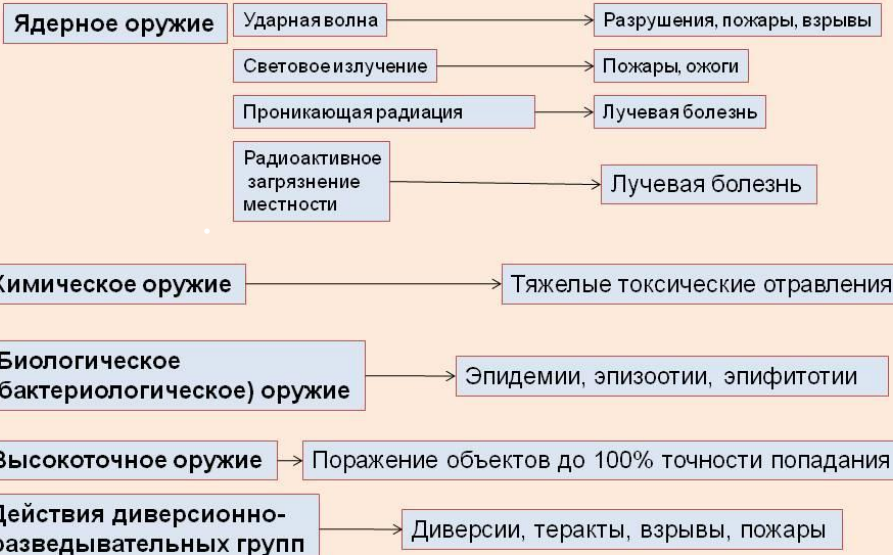 Ядерное оружие
Ударная волна
Разрушения, пожары, взрывы
Световое излучение
Пожары, ожоги
Проникающая радиация
Лучевая болезнь
Радиоактивное
загрязнение
местности
Лучевая болезнь
Химическое оружие
Тяжелые токсические отравления
Биологическое
бактериологическое) оружие
Эпидемии, эпизоотии, эпифитотии
Высокоточное оружие
Поражение объектов до 100% точности попадания
Действия диверсионно-
разведывательных групп
Диверсии, теракты, взрывы, пожары